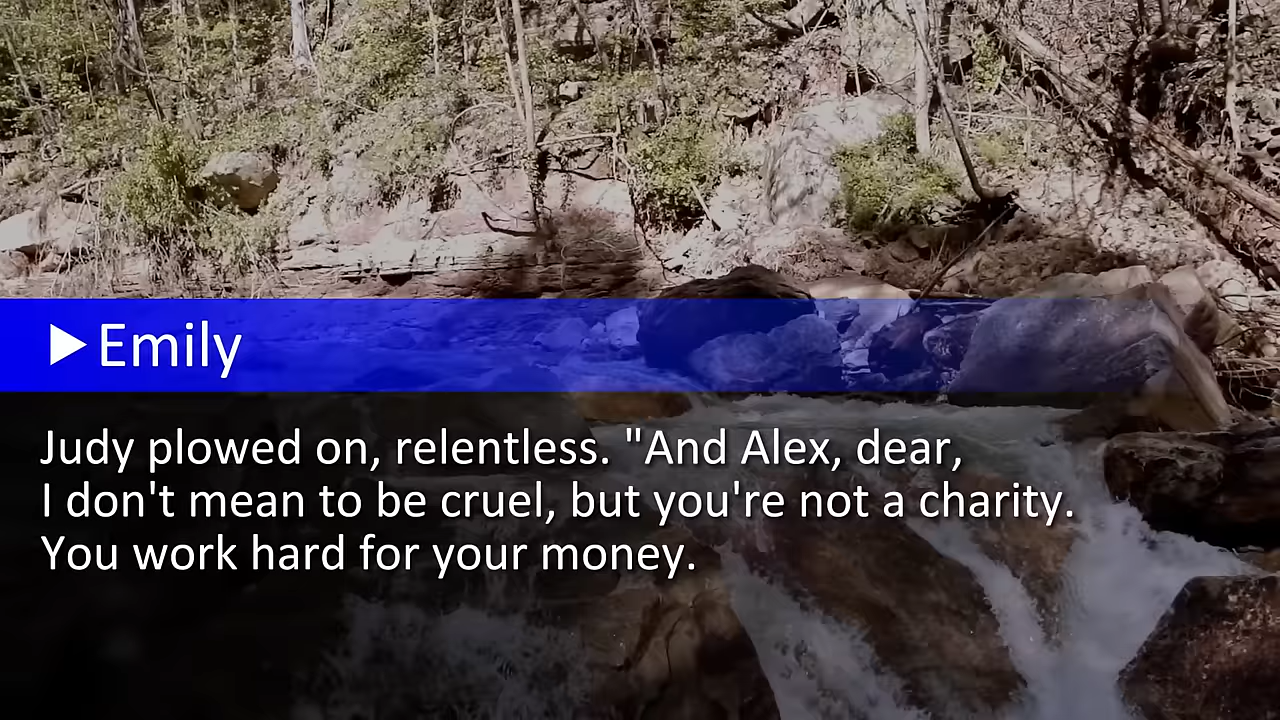 ▶Emily
Judy plowed on, relentless. "And Alex, dear,
I don't mean to be cruel, but you're not a charity.
You work hard for your money.